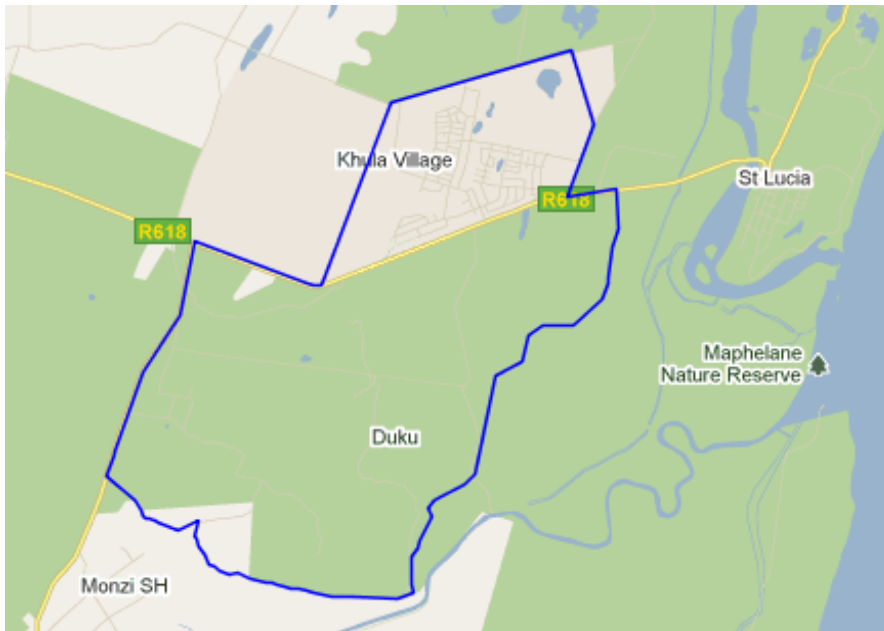 Khula Village
St Lucia
R618
R618
Maphelane
Nature Reserve
Duku
Monzi SH